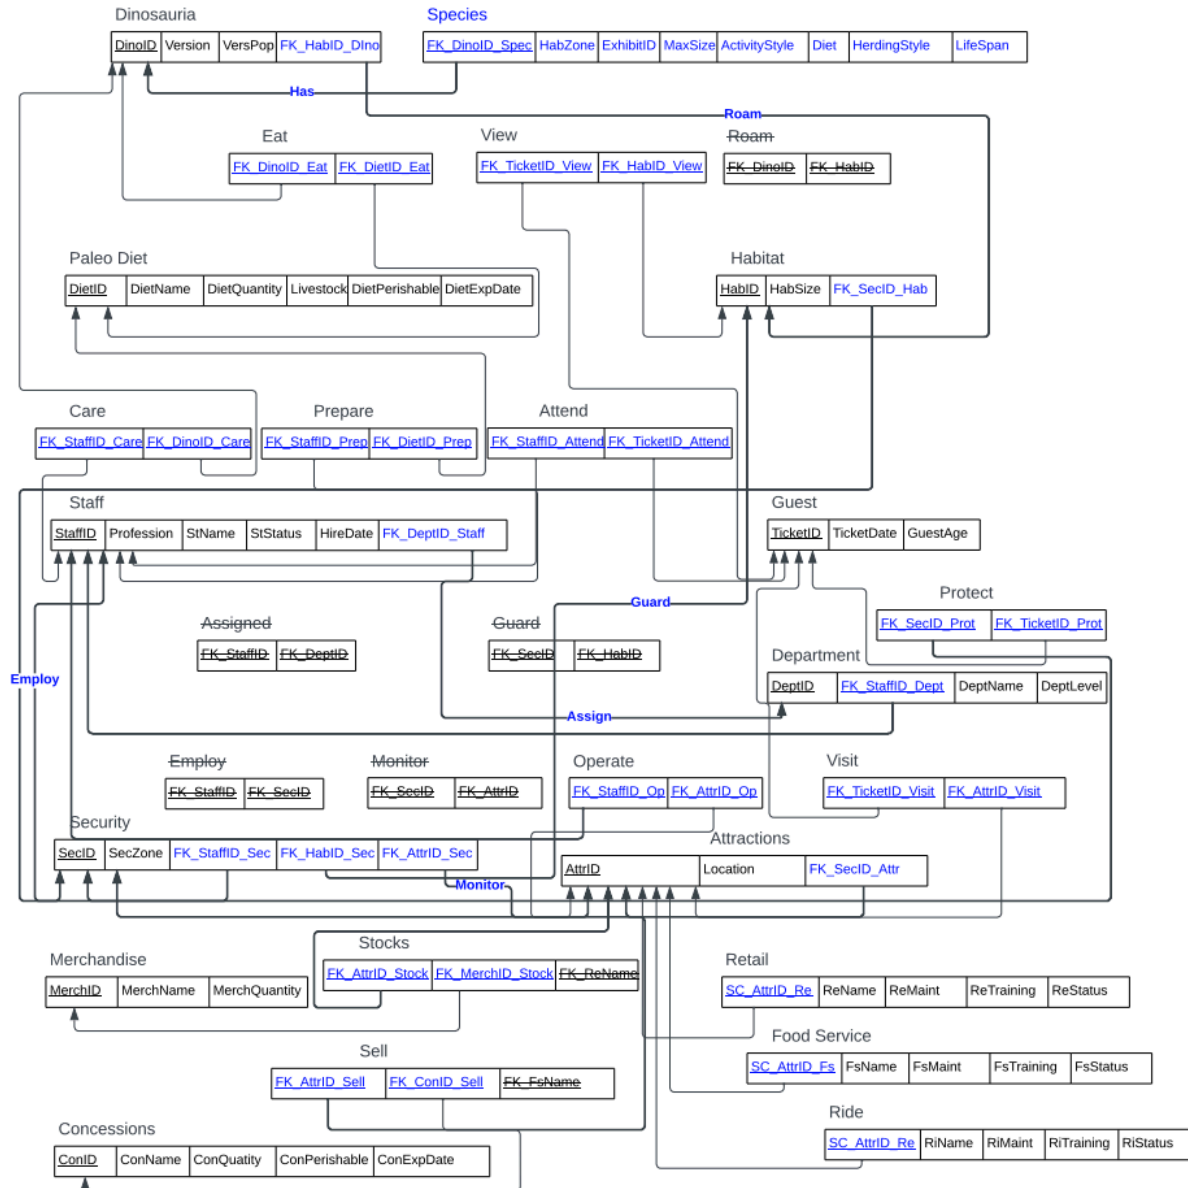 Dinosauria
Species
DinoID Version VersPop FK_HabID_DIno
FK_DinoID_Spec HabZone ExhibitID MaxSize ActivityStyle Diet HerdingStyle LifeSpan
Has
Roam
Eat
View
Roam
FK_DinoID_Eat FK_DietID_Eat
FK_TicketID_View FK_HabID_View
FK_DinoID FK_HabID
Paleo Diet
Habitat
DietID DietName DietQuantity Livestock DietPerishable DietExpDate
HabID HabSize FK_SecID_Hab
Care
Prepare
Attend
FK_StaffID_Care FK_DinoID_Care
FK_StaffID_Prep FK_DietID_Prep
FK_StaffID_Attend FK_TicketID_Attend
Staff
Guest
StaffID Profession StName StStatus HireDate FK_DeptID_Staff
TicketID TicketDate GuestAge
Protect
Guard
FK_SecID_Prot FK_TicketID_Prot
Assigned
Guard
FK_StaffID FK_DeptID
FK_SecID FK_HabID
Department
Employ
DeptID FK_StaffID_Dept DeptName DeptLevel
Assign
Employ
Monitor
Operate
Visit
FK_StaffID FK_SecID
FK_SecID FK_AttrID
FK_StaffID_Op FK_AttrID_Op
FK_TicketID_Visit FK_AttrID_Visit
Security
Attractions
SecID SecZone FK_StaffID_Sec FK_HabID_Sec FK_AttrID_Sec
AttrID Location FK_SecID_Attr
Monitor
Merchandise
Stocks
Retail
MerchID MerchName MerchQuantity
FK_AttrID_Stock FK_MerchID_Stock FK_ReName
SC_AttrID_Re ReName ReMaint ReTraining ReStatus
Food Service
Sell
SC_AttrID_Fs FsName FsMaint FsTraining FsStatus
FK_AttrID_Sell FK_ConID_Sell FK_FsName
Ride
Concessions
SC_AttrID_Re RiName RiMaint RiTraining RiStatus
ConID ConName ConQuatity ConPerishable ConExpDate